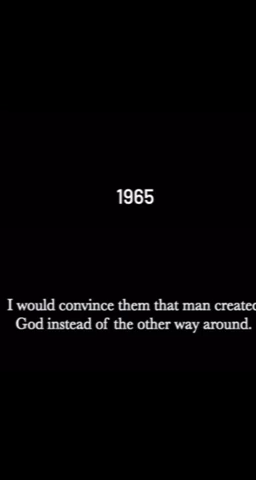 1965
I would convince them that man created
God instead of the other way around.